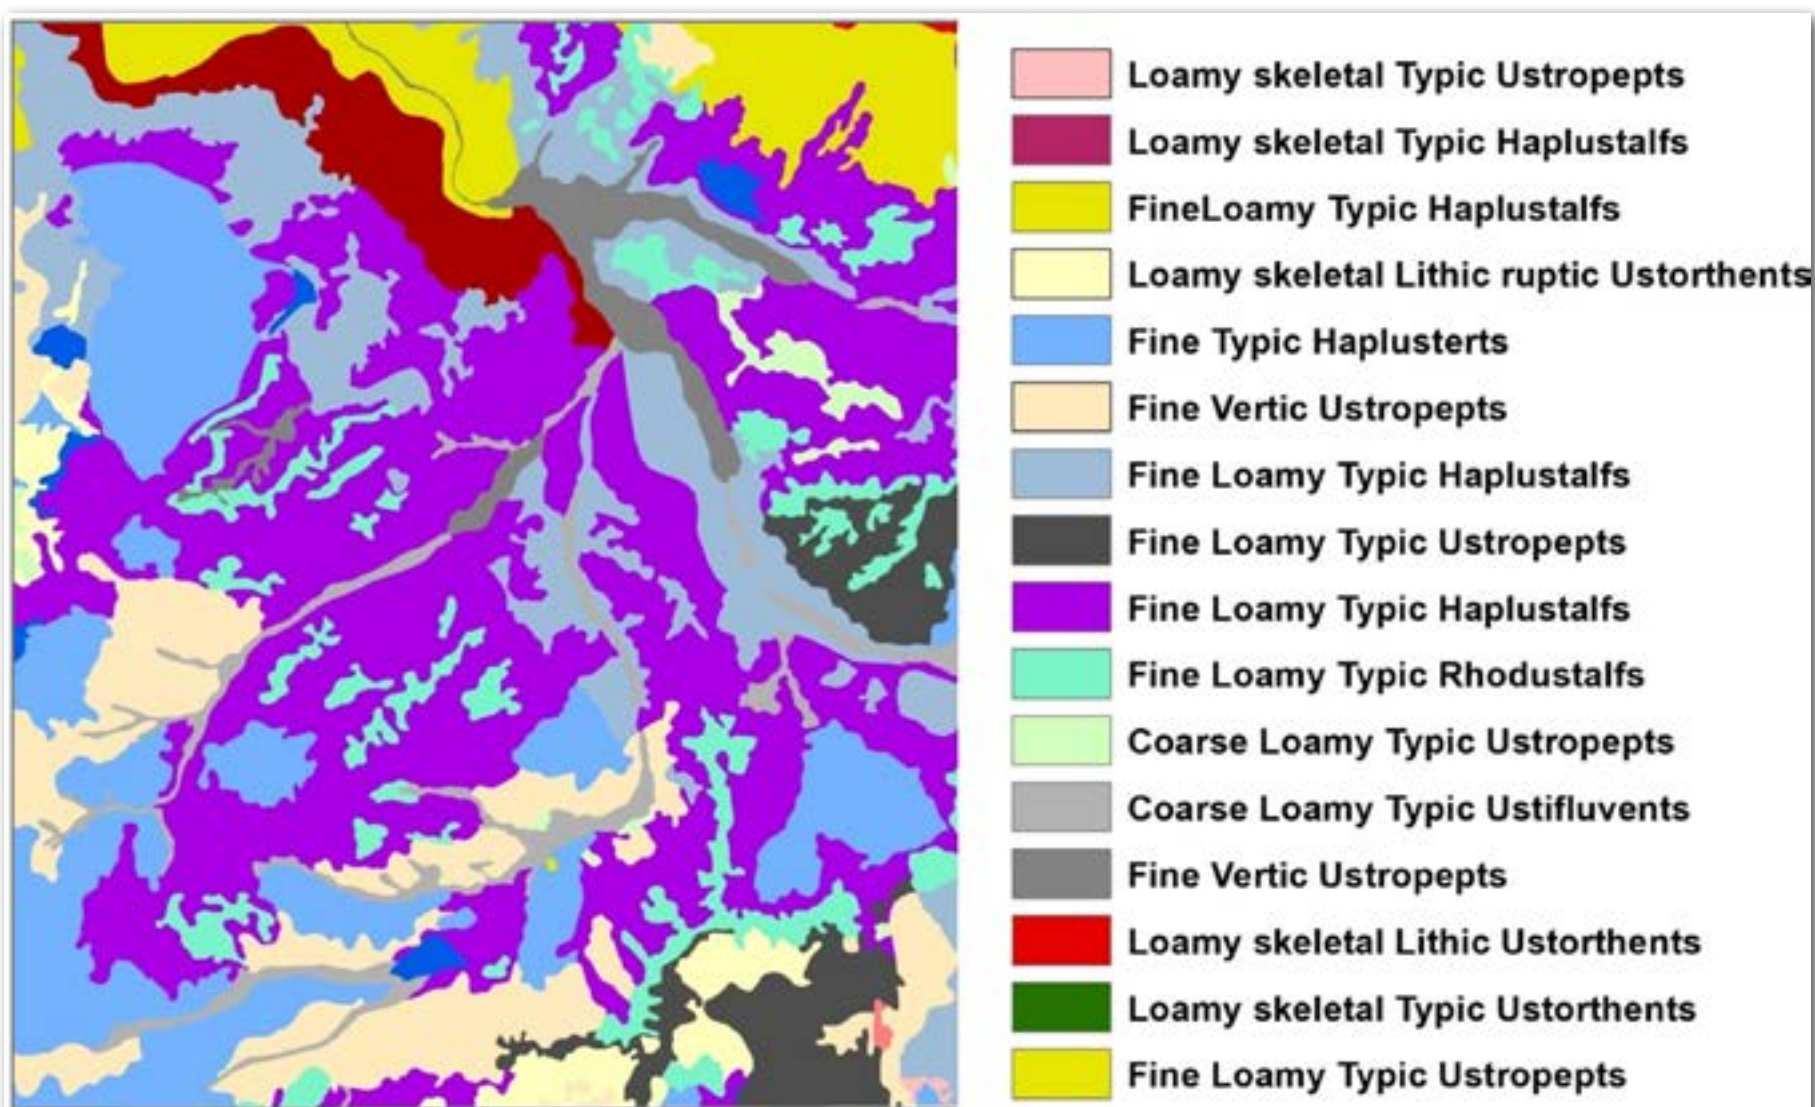 Loamy skeletal Typic Ustropepts
Loamy skeletal Typic Haplustalfs
FineLoamy Typic Haplustalfs
Loamy skeletal Lithic ruptic Ustorthents
Fine Typic Haplusterts
Fine Vertic Ustropepts
Fine Loamy Typic Haplustalfs
Fine Loamy Typic Ustropepts
Fine Loamy Typic Haplustalfs
Fine Loamy Typic Rhodustalfs
Coarse Loamy Typic Ustropepts
Coarse Loamy Typic Ustifluvents
Fine Vertic Ustropepts
Loamy skeletal Lithic Ustorthents
Loamy skeletal Typic Ustorthents
Fine Loamy Typic Ustropepts